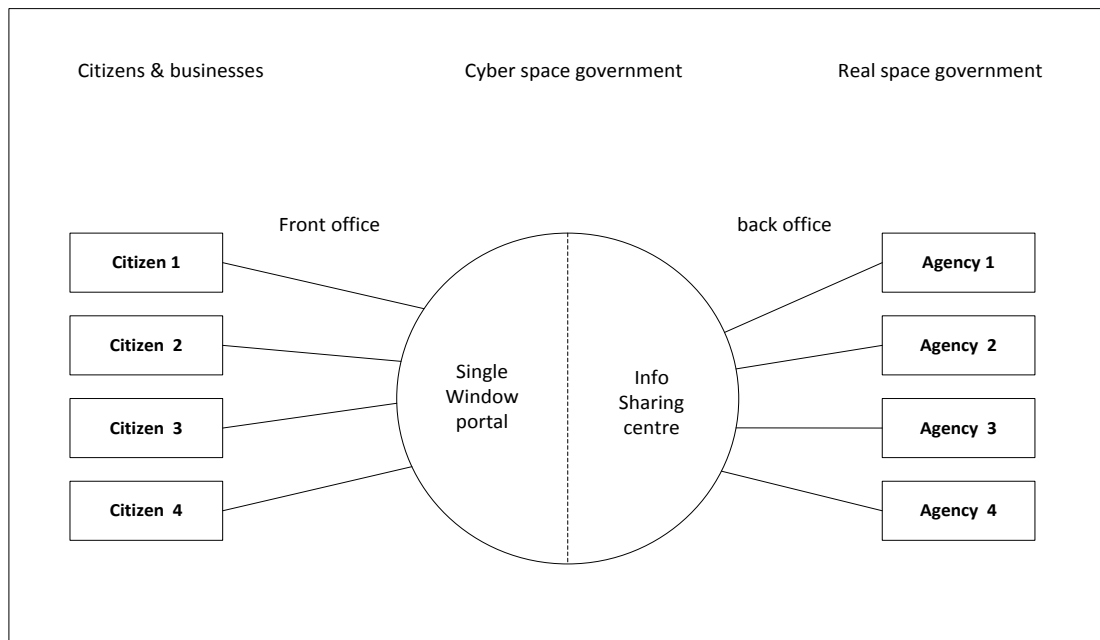 Citizens & businesses
Cyber space government
Real space government
Front office
back office
Citizen 1
Citizen  2
Citizen  3
Citizen  4
Single
Window
portal
Info
Sharing
centre
Agency 1
Agency  2
Agency  3
Agency  4